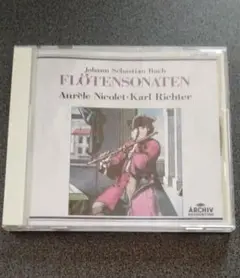 Johann Sebastian Bach
FLÖTENSONATEN
Aurèle Nicolet · Karl Richter
ARCHIV